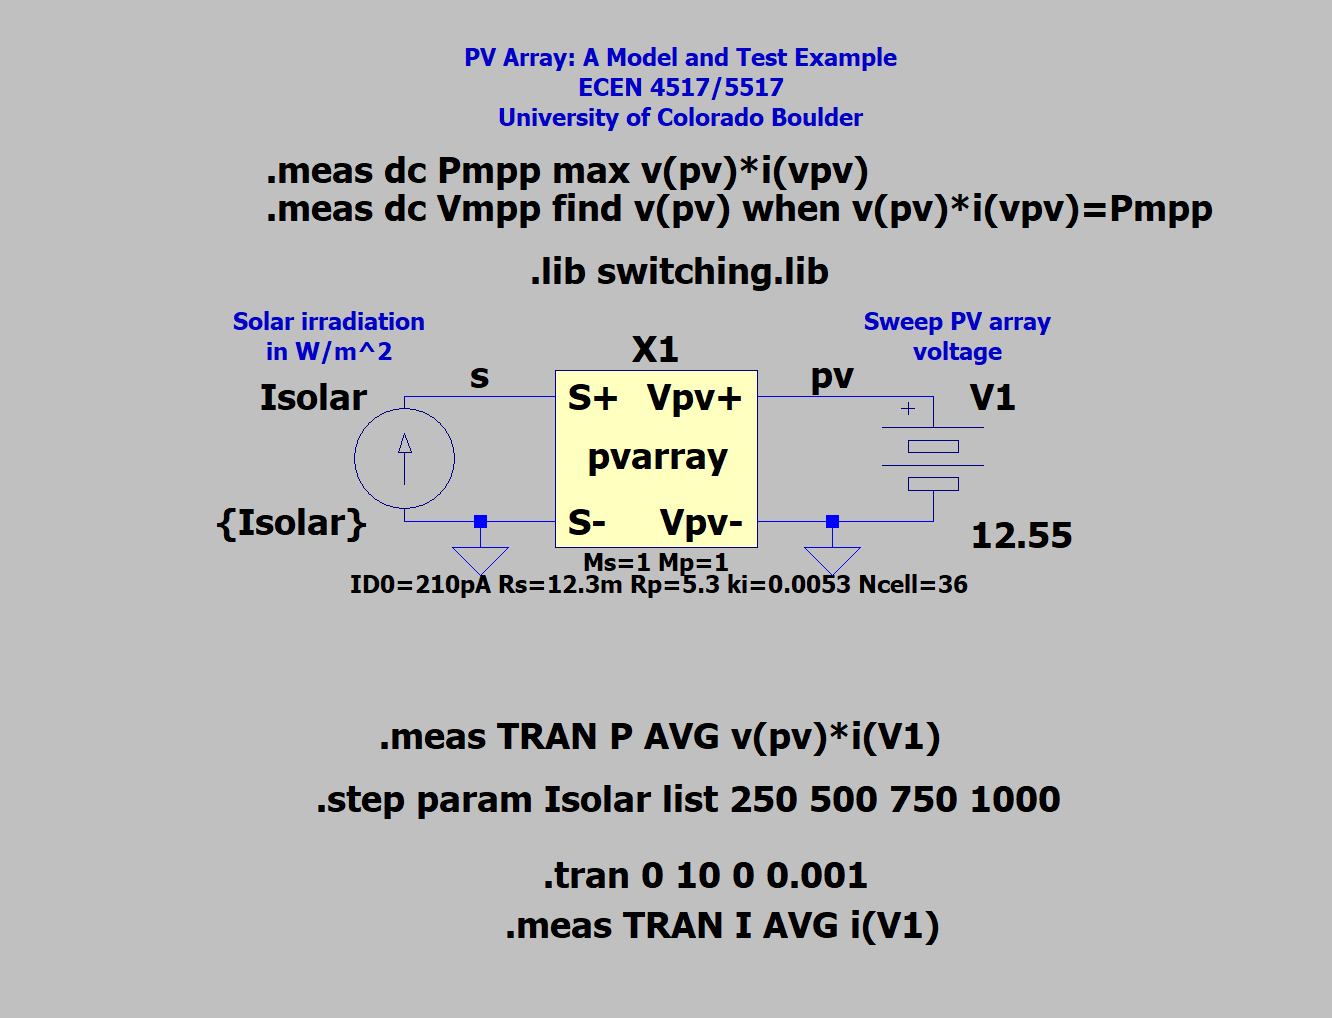 PV Array: A Model and Test Example
ECEN 4517/5517
University of Colorado Boulder
.meas dc Pmpp max v(pv)*i(vpv)
.meas dc Vmpp find v(pv) when v(pv)*i(vpv)=Pmpp
.lib switching.lib
Solar irradiation
in W/m^2
Sweep PV array
voltage
X1
s
pv
Isolar
S+ Vpv+
+
V1
pvarray
{Isolar}
S- Vpv-
12.55
Ms=1 Mp=1
ID0=210pA Rs=12.3m Rp=5.3 ki=0.0053 Ncell=36
.meas TRAN P AVG v(pv)*i(V1)
.step param Isolar list 250 500 750 1000
.tran 0 10 0 0.001
.meas TRAN I AVG i(V1)